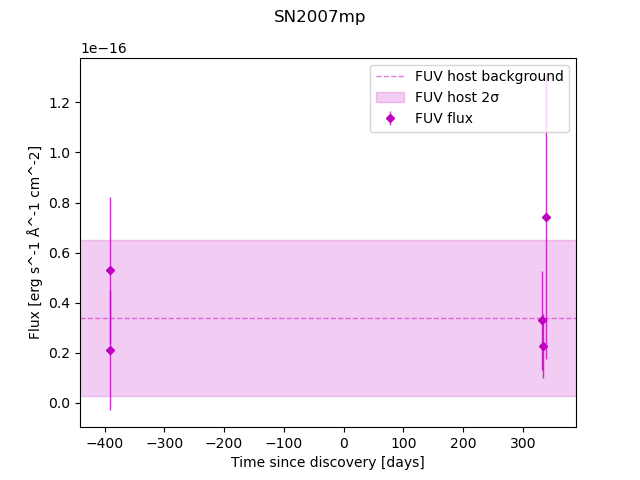 SN2007mp
1e−16
FUV host background
FUV host 2σ
FUV flux
1.2
1.0
0.8
0.6
0.4
0.2
0.0
Flux [erg s^-1 Å^-1 cm^-2]
−400 −300 −200 −100 0 100 200 300
Time since discovery [days]